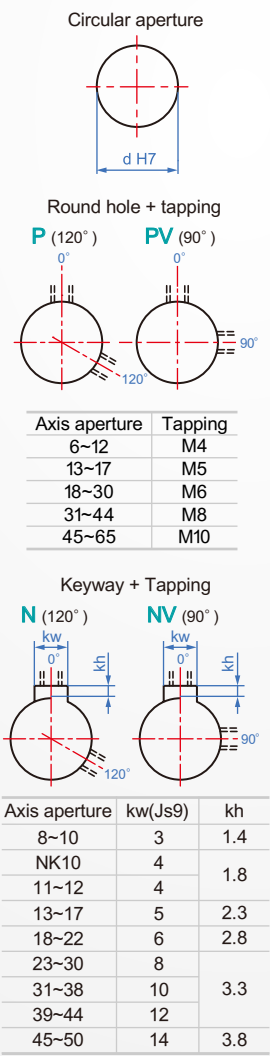 Circular aperture
d H7
Round hole + tapping
P (120°) PV (90°)
0° 0°
90°
120°
Axis aperture Tapping
6~12 M4
13~17 M5
18~30 M6
31~44 M8
45~65 M10
Keyway + Tapping
N (120°) NV (90°)
kw kw
kh kh
0° 0°
90°
120°
Axis aperture kw(Js9) kh
8~10 3 1.4
NK10 4
1.8
11~12 4
13~17 5 2.3
18~22 6 2.8
23~30 8
31~38 10 3.3
39~44 12
45~50 14 3.8